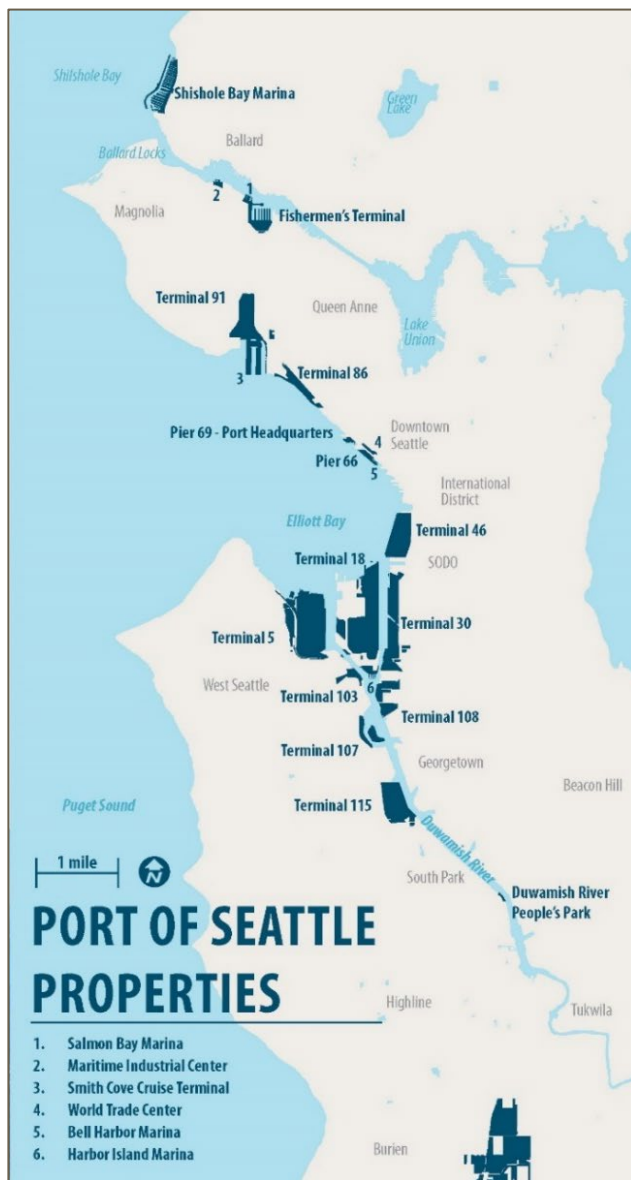 Shilshole Bay
Shishole Bay Marina
Green
Lake
Ballard
Ballard Locks
1
2
Magnolia
Fishermen's Terminal
Terminal 91
Queen Anne
Lake
Union
3
Terminal 86
Pier 69 - Port Headquarters
4
Downtown
Seattle
Pier 66
5
International
District
Elliott Bay
Terminal 46
Terminal 18
SODO
Terminal 5
Terminal 30
West Seattle
6
Terminal 103
Terminal 108
Terminal 107
Georgetown
Beacon Hill
Puget Sound
Terminal 115
Duwamish River
1 mile
N
South Park
Duwamish River
People's Park
PORT OF SEATTLE
PROPERTIES
Highline
Tukwila
1. Salmon Bay Marina
2. Maritime Industrial Center
3. Smith Cove Cruise Terminal
4. World Trade Center
5. Bell Harbor Marina
6. Harbor Island Marina
Burien